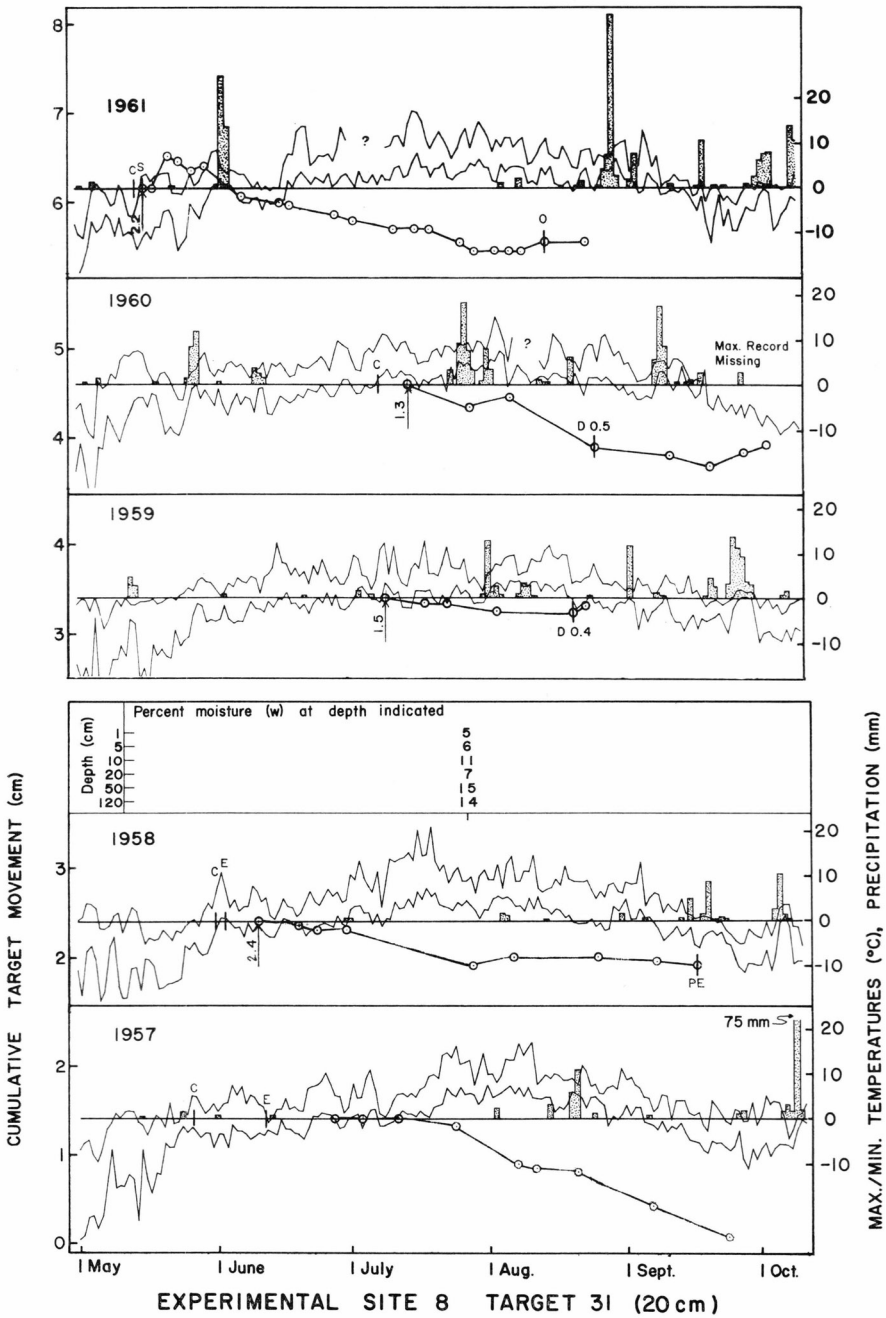 8
7
6
1961
CS
2.2
?
O
20
10
0
-10
1960
5
4
C
1.3
?
D 0.5
Max. Record
Missing
20
10
0
-10
1959
4
3
1.5
D 0.4
20
10
0
-10
Percent moisture (w) at depth indicated
Depth (cm)
1 5
5 6
10 11
20 7
50 15
120 14
1958
3
2
C E
2.4
PE
20
10
0
-10
1957
2
1
0
C
E
75 mm
20
10
0
-10
1 May 1 June 1 July 1 Aug. 1 Sept. 1 Oct.
CUMULATIVE TARGET MOVEMENT (cm)
MAX./MIN. TEMPERATURES (°C), PRECIPITATION (mm)
EXPERIMENTAL SITE 8 TARGET 31 (20 cm)